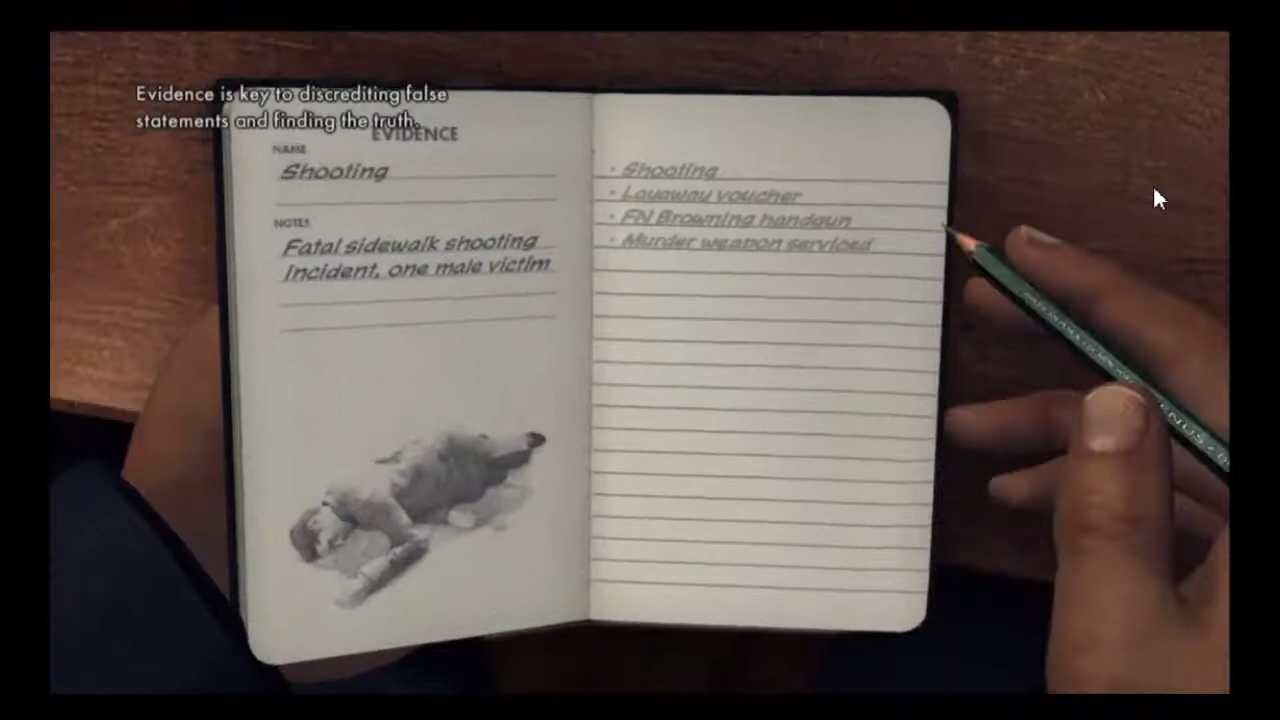 Evidence is key to discrediting false
statements and finding the truth.
EVIDENCE
NAME
Shooting
NOTES
Fatal sidewalk shooting
incident, one male victim
• Shooting
• Layaway voucher
• FN Browning handgun
• Murder weapon serviced